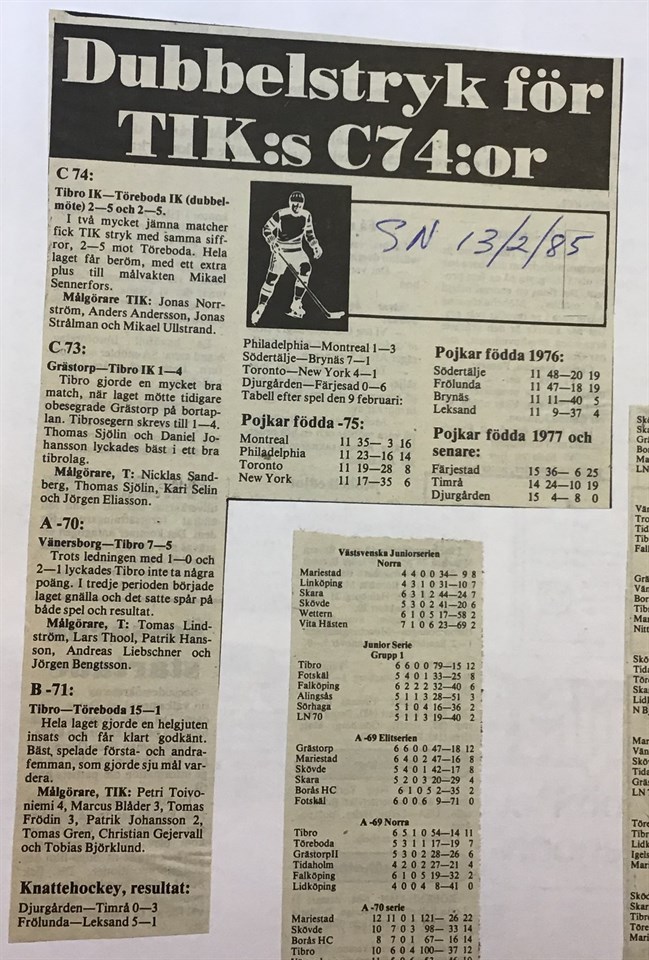 Dubbelstryk för
TIK:s C74:or
C 74:
Tibro IK—Töreboda IK (dubbel-
möte) 2—5 och 2—5.
I två mycket jämna matcher
fick TIK stryk med samma siff-
ror, 2—5 mot Töreboda. Hela
laget får beröm, med ett extra
plus till målvakten Mikael
Sennerfors.
Målgörare TIK: Jonas Norr-
ström, Anders Andersson, Jonas
Strålman och Mikael Ullstrand.
C 73:
Grästorp—Tibro IK 1—4
Tibro gjorde en mycket bra
match, när laget mötte tidigare
obesegrade Grästorp på bortap-
lan. Tibrosegern skrevs till 1—4.
Thomas Sjölin och Daniel Jo-
hansson lyckades bäst i ett bra
tibrolag.
Målgörare, T: Nicklas Sand-
berg, Thomas Sjölin, Kari Selin
och Jörgen Eliasson.
A -70:
Vänersborg—Tibro 7—5
Trots ledningen med 1—0 och
2—1 lyckades Tibro inte ta några
poäng. I tredje perioden började
laget gnälla och det satte spår på
både spel och resultat.
Målgörare, T: Tomas Lind-
ström, Lars Thool, Patrik Hans-
son, Andreas Liebschner och
Jörgen Bengtsson.
B -71:
Tibro—Töreboda 15—1
Hela laget gjorde en helgjuten
insats och får klart godkänt.
Bäst, spelade första- och andra-
femman, som gjorde sju mål var-
dera.
Målgörare, TIK: Petri Toivo-
niemi 4, Marcus Blåder 3, Tomas
Frödin 3, Patrik Johansson 2,
Tomas Gren, Christian Gejervall
och Tobias Björklund.
Knattehockey, resultat:
Djurgården—Timrå 0—3
Frölunda—Leksand 5—1
SN 13/2/85
Philadelphia—Montreal 1—3
Södertälje—Brynäs 7—1
Toronto—New York 4—1
Djurgården—Färjesad 0—6
Tabell efter spel den 9 februari:
Pojkar födda -75:
Montreal 11 35— 3 16
Philadelphia 11 23—16 14
Toronto 11 19—28 8
New York 11 17—35 6
Pojkar födda 1976:
Södertälje 11 48—20 19
Frölunda 11 47—18 19
Brynäs 11 11—40 5
Leksand 11 9—37 4
Pojkar födda 1977 och
senare:
Färjestad 15 36— 6 25
Timrå 14 24—10 19
Djurgården 15 4— 8 0
Västsvenska Juniorserien
Norra
Mariestad 4 4 0 0 34— 9 8
Linköping 4 3 1 0 31—10 7
Skara 6 3 1 2 44—24 7
Skövde 5 3 0 2 41—20 6
Wettern 6 1 0 5 17—58 2
Vita Hästen 7 1 0 6 23—69 2
Junior Serie
Grupp 1
Tibro 6 6 0 0 79—15 12
Fotskäl 5 4 0 1 33—25 8
Falköping 6 2 2 2 32—40 6
Alingsås 5 1 1 3 28—51 3
Sörhaga 5 1 0 4 16—36 2
LN 70 5 1 1 3 19—40 2
A -69 Elitserien
Grästorp 6 6 0 0 47—18 12
Mariestad 6 4 0 2 47—16 8
Skövde 5 4 0 1 42—17 8
Skara 5 2 0 3 20—29 4
Borås HC 6 1 0 5 2—35 2
Fotskäl 6 0 0 6 9—71 0
A -69 Norra
Tibro 6 5 1 0 54—14 11
Töreboda 5 3 1 1 17—19 7
GrästorpII 5 3 0 2 28—26 6
Tidaholm 4 2 0 2 27—21 4
Falköping 6 1 0 5 19—32 2
Lidköping 4 0 0 4 8—41 0
A -70 serie
Mariestad 12 11 0 1 121— 26 22
Skövde 10 7 0 3 98— 33 14
Borås HC 8 7 0 1 67— 16 14
Tibro 10 6 0 4 100— 37 12